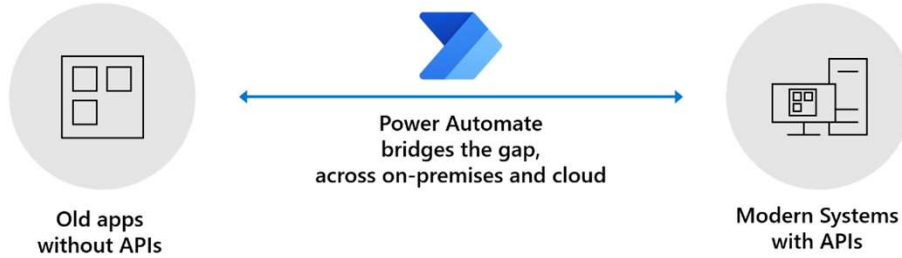 Power Automate
bridges the gap,
across on-premises and cloud
Old apps
without APIs
Modern Systems
with APIs